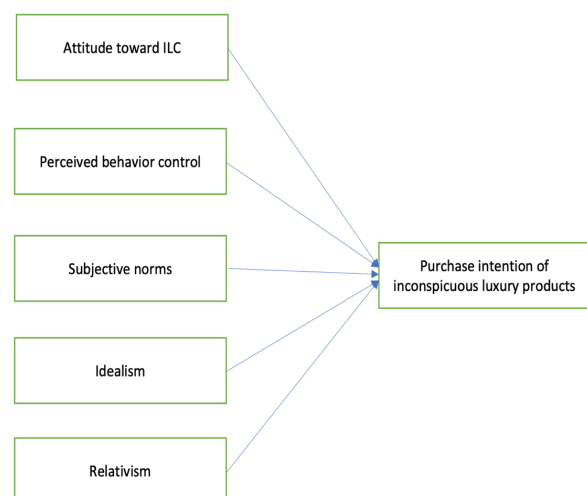 Attitude toward ILC
Perceived behavior control
Subjective norms
Purchase intention of
inconspicuous luxury products
Idealism
Relativism